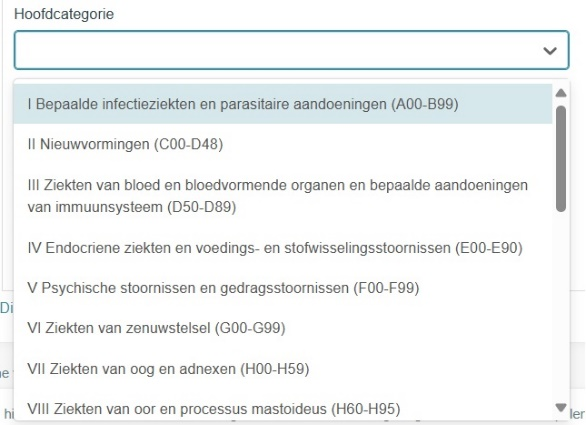 Hoofdcategorie
I Bepaalde infectieziekten en parasitaire aandoeningen (A00-B99)
II Nieuwvormingen (C00-D48)
III Ziekten van bloed en bloedvormende organen en bepaalde aandoeningen
van immuunsysteem (D50-D89)
IV Endocriene ziekten en voedings- en stofwisselingsstoornissen (E00-E90)
V Psychische stoornissen en gedragsstoornissen (F00-F99)
VI Ziekten van zenuwstelsel (G00-G99)
VII Ziekten van oog en adnexen (H00-H59)
VIII Ziekten van oor en processus mastoideus (H60-H95)